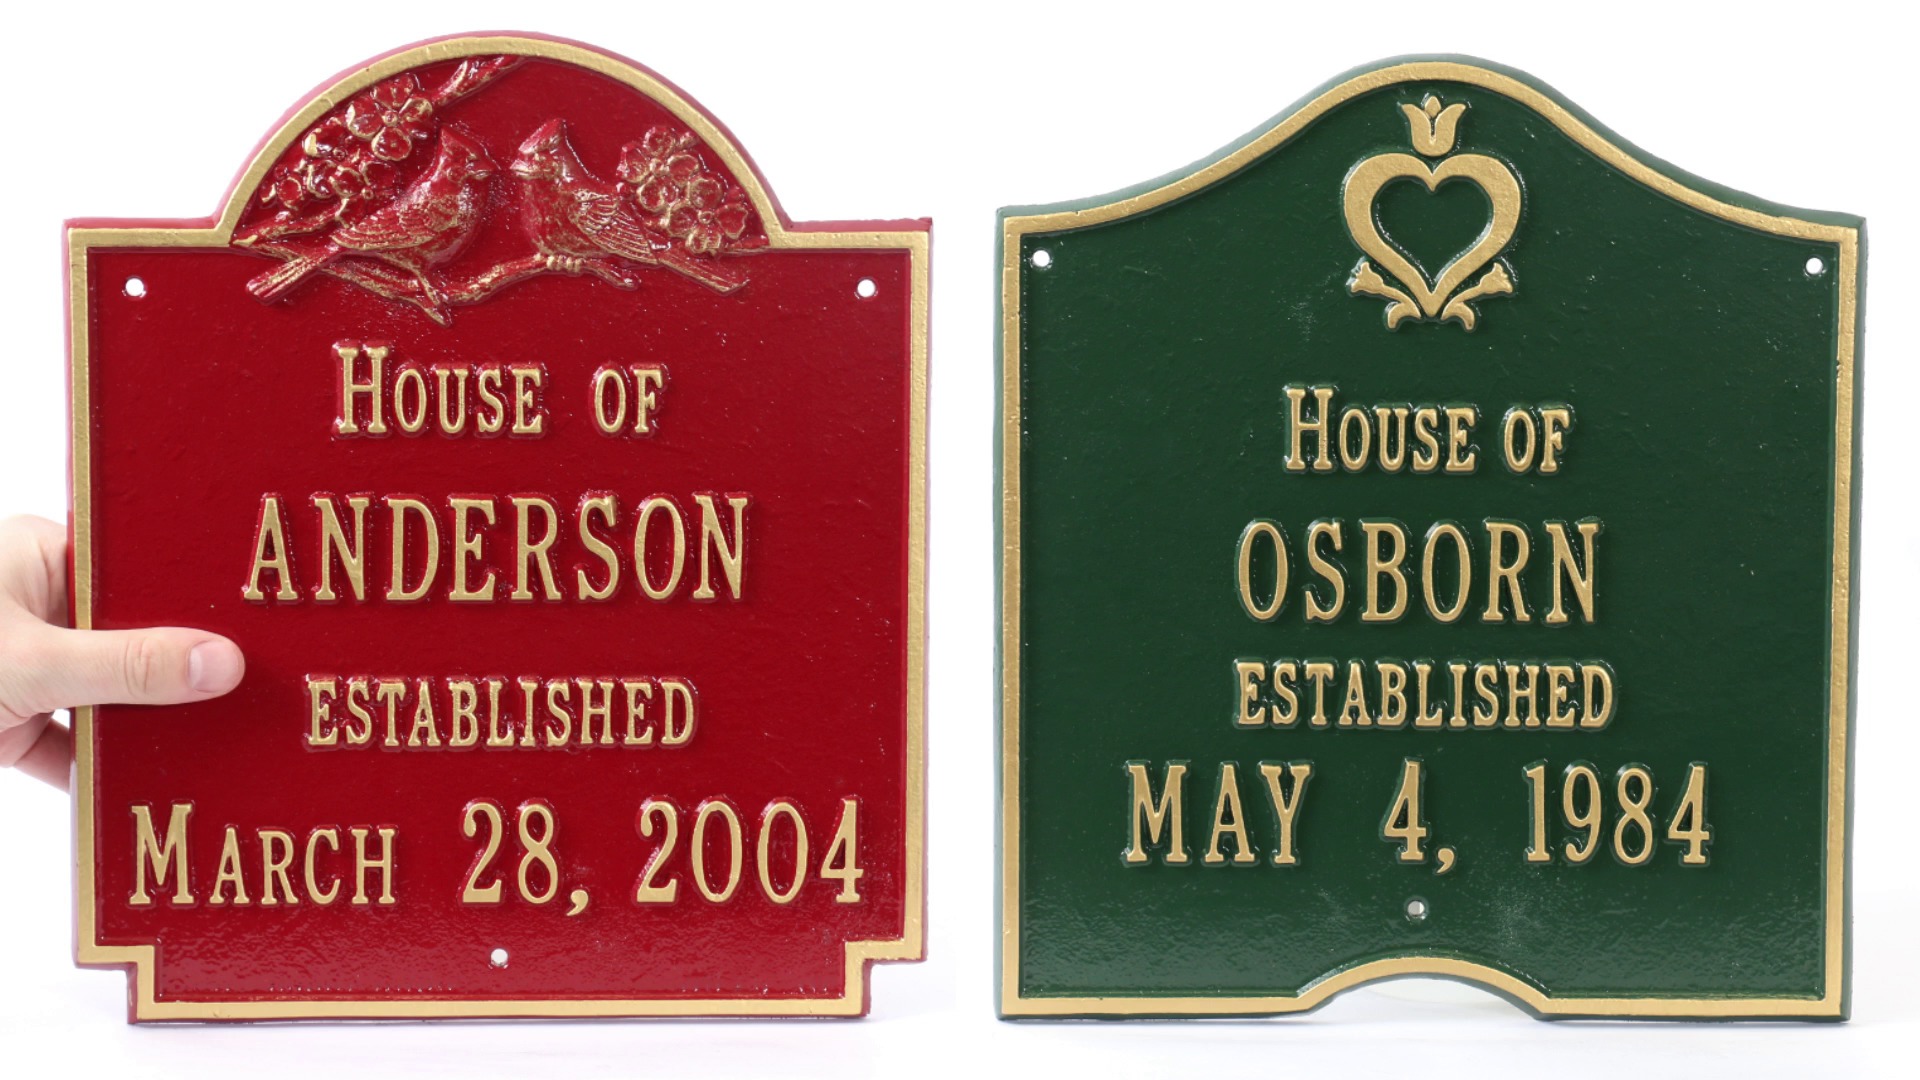 House of
ANDERSON
ESTABLISHED
March 28, 2004
House of
OSBORN
ESTABLISHED
MAY 4, 1984